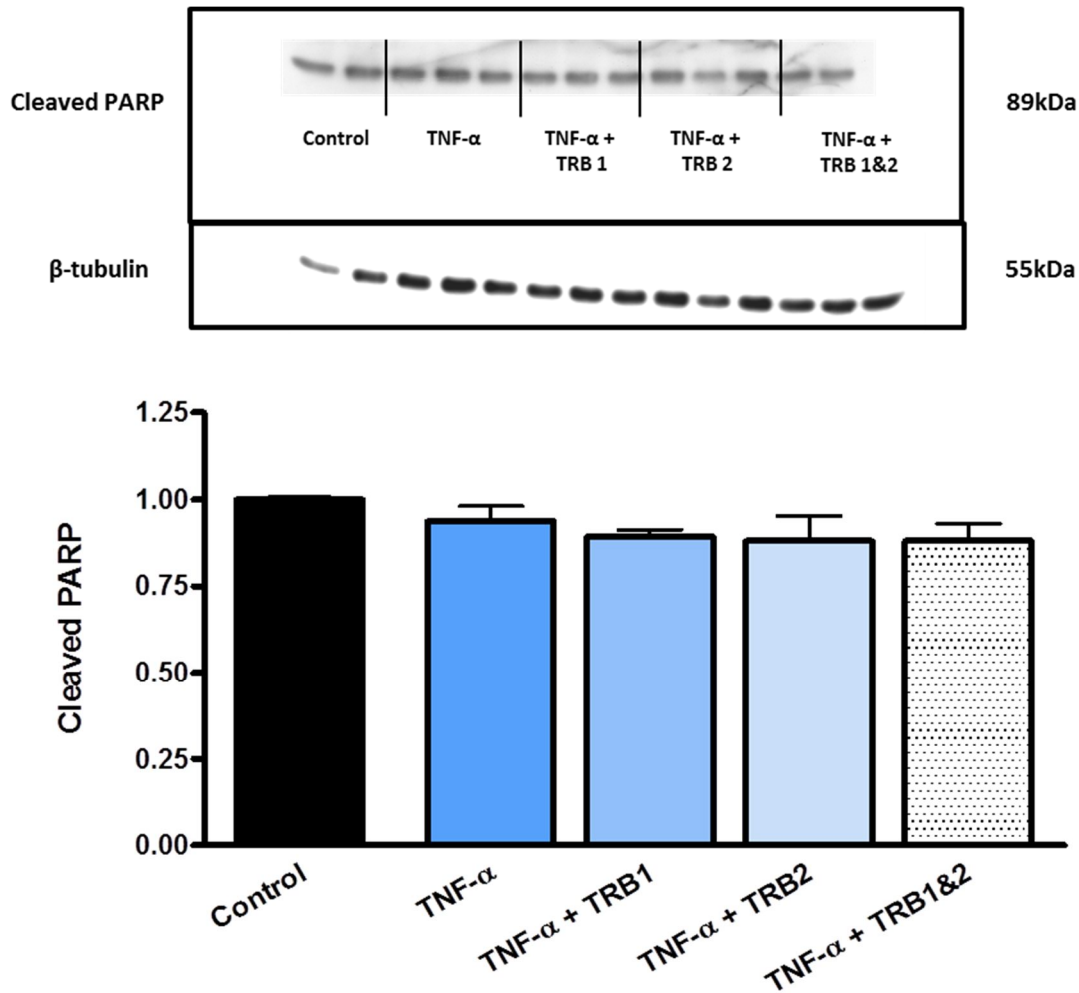 Cleaved PARP
89kDa
Control
TNF-α
TNF-α +
TRB 1
TNF-α +
TRB 2
TNF-α +
TRB 1&2
β-tubulin
55kDa
Cleaved PARP
1.25
1.00
0.75
0.50
0.25
0.00
Control
TNF-α
TNF-α + TRB1
TNF-α + TRB2
TNF-α + TRB1&2